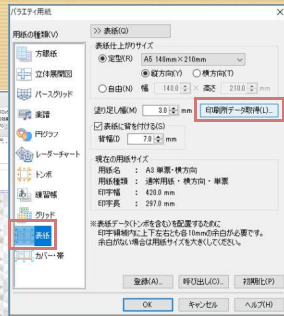 バラエティ用紙
用紙の種類(V)
方眼紙
立体展開図
パースグリッド
楽譜
円グラフ
レーダーチャート
トンボ
練習帳
グリッド
表紙
カバー・帯
>> 表紙(Q)
表紙仕上がりサイズ
定型(R) A5 148mm×210mm
縦方向(Y) 横方向(T)
自由(N) 幅 148.0 × 高さ 210.0 mm
塗り足し幅(M) 3.0 mm 印刷所データ取得(L)...
表紙に背を付ける(S)
背幅(D) 7.0 mm
現在の用紙サイズ
用紙名 : A3 単票・横方向
用紙種類 : 通常用紙・横方向・単票
印字幅 : 420.0 mm
印字長 : 297.0 mm
※表紙データ(トンボを含む)を配置するために
印字領域内に上下左右とも各10mmの余白が必要です。
余白がない場合は用紙サイズを大きくしてください。
登録(A)... 呼び出し(C)... 初期化(P)
OK キャンセル ヘルプ(H)